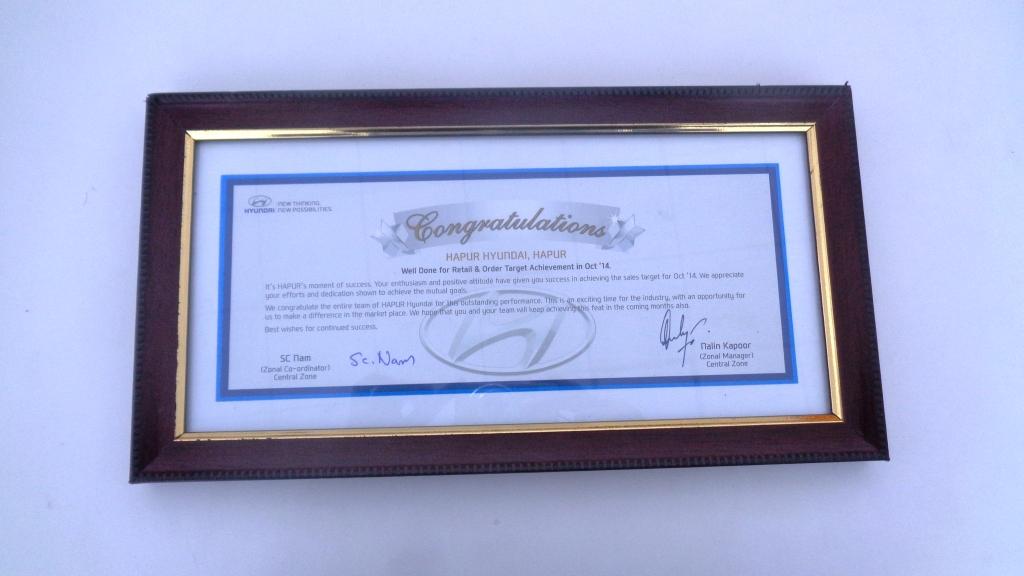 HYUNDAI
NEW THINKING.
NEW POSSIBILITIES.
Congratulations
HAPUR HYUNDAI, HAPUR
Well Done for Retail & Order Target Achievement in Oct '14.
It's HAPUR's moment of success. Your enthusiasm and positive attitude have given you success in achieving the sales target for Oct '14. We appreciate
your efforts and dedication shown to achieve the mutual goals.
We congratulate the entire team of HAPUR Hyundai for this outstanding performance. This is an exciting time for the industry, with an opportunity for
us to make a difference in the market place. We hope that you and your team will keep achieving this feat in the coming months also.
Best wishes for continued success.
SC Nam
(Zonal Co-ordinator)
Central Zone
Sc. Nam
Nalin Kapoor
(Zonal Manager)
Central Zone